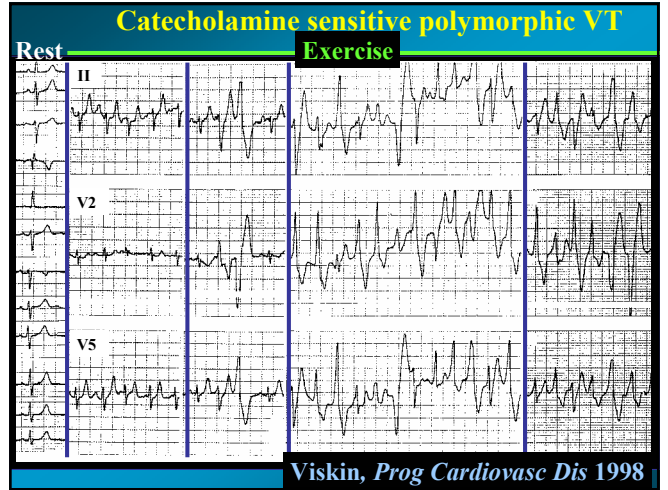 Catecholamine sensitive polymorphic VT
Rest
Exercise
II
V2
V5
Viskin, Prog Cardiovasc Dis 1998